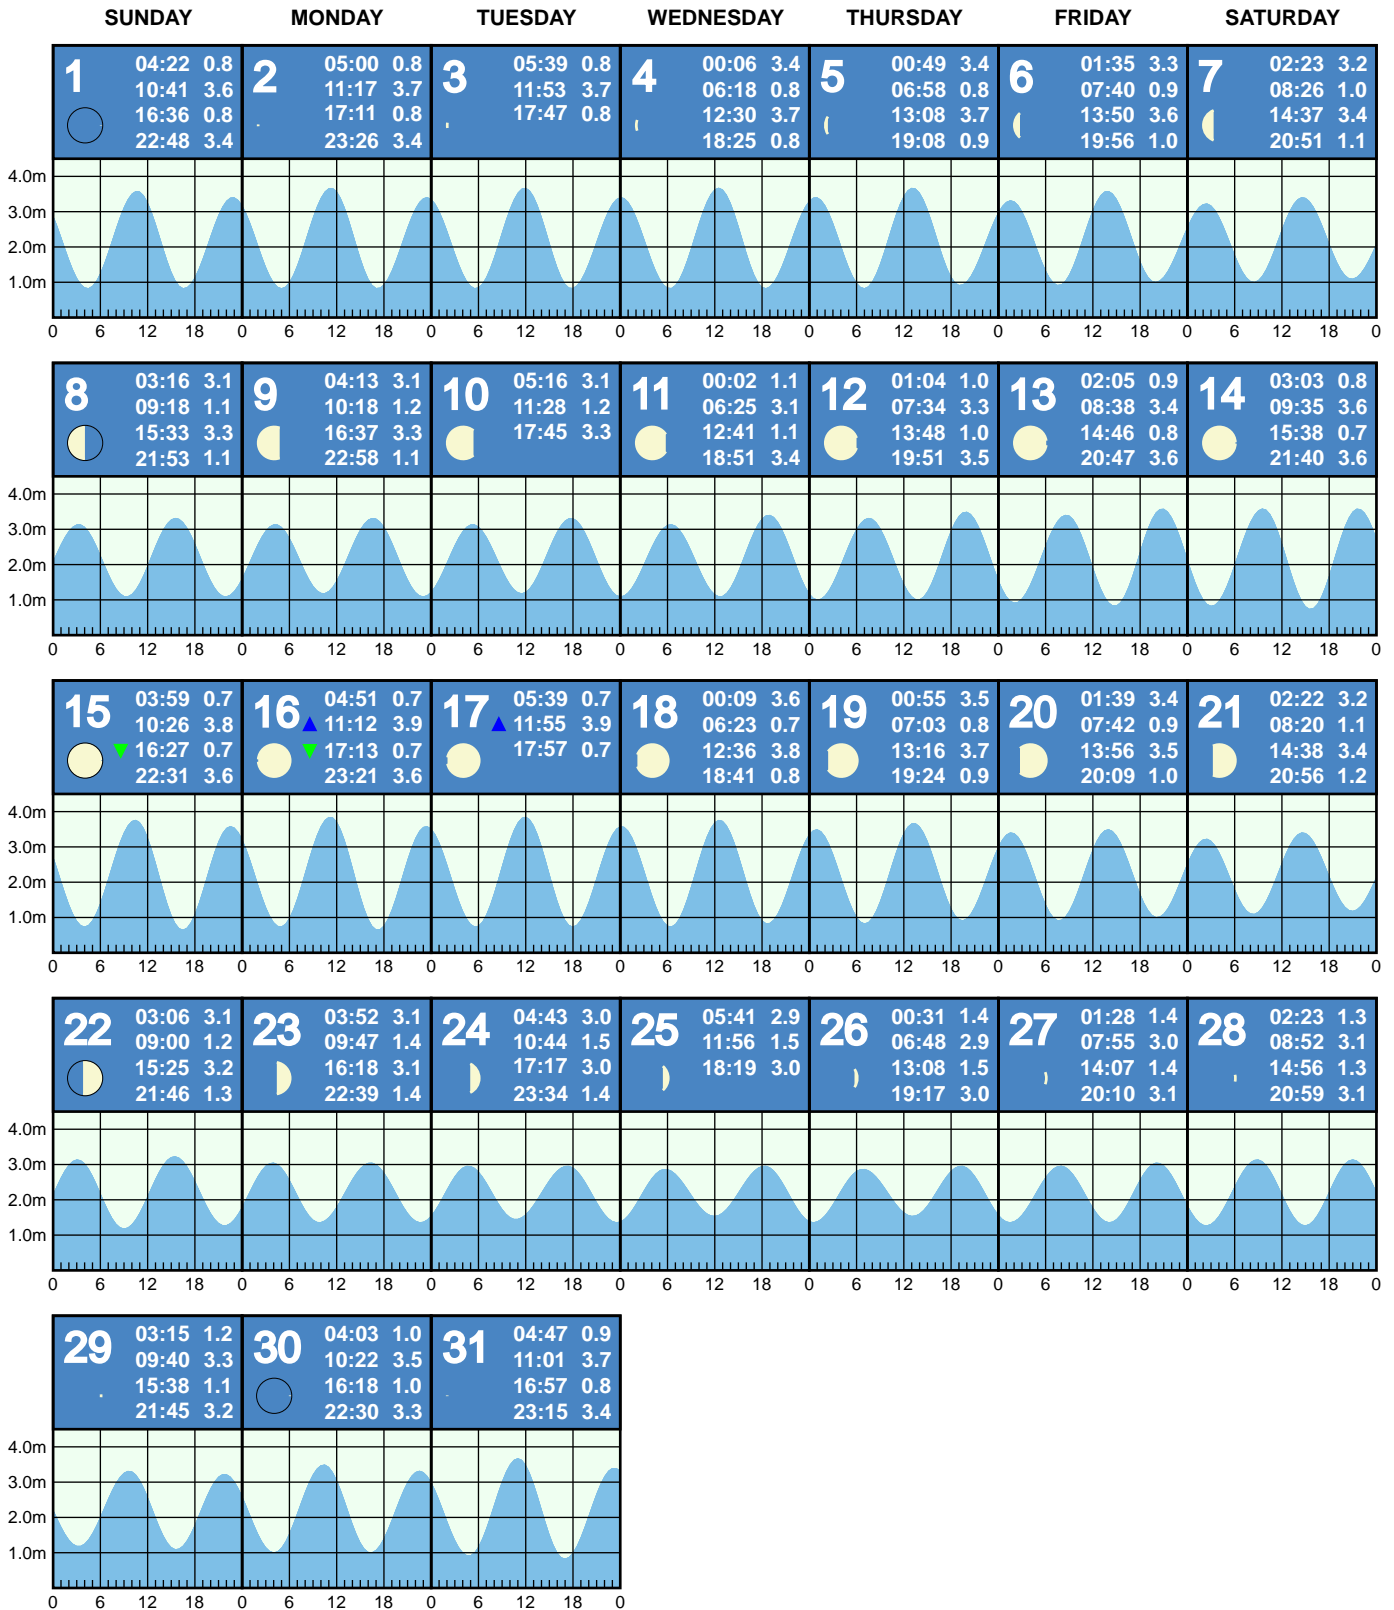 SUNDAY MONDAY TUESDAY WEDNESDAY THURSDAY FRIDAY SATURDAY
1 04:22 0.8
10:41 3.6
16:36 0.8
22:48 3.4
2 05:00 0.8
11:17 3.7
17:11 0.8
23:26 3.4
3 05:39 0.8
11:53 3.7
17:47 0.8
4 00:06 3.4
06:18 0.8
12:30 3.7
18:25 0.8
5 00:49 3.4
06:58 0.8
13:08 3.7
19:08 0.9
6 01:35 3.3
07:40 0.9
13:50 3.6
19:56 1.0
7 02:23 3.2
08:26 1.0
14:37 3.4
20:51 1.1
4.0m
3.0m
2.0m
1.0m
0 6 12 18 0 6 12 18 0 6 12 18 0 6 12 18 0 6 12 18 0 6 12 18 0 6 12 18 0
8 03:16 3.1
09:18 1.1
15:33 3.3
21:53 1.1
9 04:13 3.1
10:18 1.2
16:37 3.3
22:58 1.1
10 05:16 3.1
11:28 1.2
17:45 3.3
11 00:02 1.1
06:25 3.1
12:41 1.1
18:51 3.4
12 01:04 1.0
07:34 3.3
13:48 1.0
19:51 3.5
13 02:05 0.9
08:38 3.4
14:46 0.8
20:47 3.6
14 03:03 0.8
09:35 3.6
15:38 0.7
21:40 3.6
4.0m
3.0m
2.0m
1.0m
0 6 12 18 0 6 12 18 0 6 12 18 0 6 12 18 0 6 12 18 0 6 12 18 0 6 12 18 0
15 03:59 0.7
10:26 3.8
16:27 0.7
22:31 3.6
16 04:51 0.7
11:12 3.9
17:13 0.7
23:21 3.6
17 05:39 0.7
11:55 3.9
17:57 0.7
18 00:09 3.6
06:23 0.7
12:36 3.8
18:41 0.8
19 00:55 3.5
07:03 0.8
13:16 3.7
19:24 0.9
20 01:39 3.4
07:42 0.9
13:56 3.5
20:09 1.0
21 02:22 3.2
08:20 1.1
14:38 3.4
20:56 1.2
4.0m
3.0m
2.0m
1.0m
0 6 12 18 0 6 12 18 0 6 12 18 0 6 12 18 0 6 12 18 0 6 12 18 0 6 12 18 0
22 03:06 3.1
09:00 1.2
15:25 3.2
21:46 1.3
23 03:52 3.1
09:47 1.4
16:18 3.1
22:39 1.4
24 04:43 3.0
10:44 1.5
17:17 3.0
23:34 1.4
25 05:41 2.9
11:56 1.5
18:19 3.0
26 00:31 1.4
06:48 2.9
13:08 1.5
19:17 3.0
27 01:28 1.4
07:55 3.0
14:07 1.4
20:10 3.1
28 02:23 1.3
08:52 3.1
14:56 1.3
20:59 3.1
4.0m
3.0m
2.0m
1.0m
0 6 12 18 0 6 12 18 0 6 12 18 0 6 12 18 0 6 12 18 0 6 12 18 0 6 12 18 0
29 03:15 1.2
09:40 3.3
15:38 1.1
21:45 3.2
30 04:03 1.0
10:22 3.5
16:18 1.0
22:30 3.3
31 04:47 0.9
11:01 3.7
16:57 0.8
23:15 3.4
4.0m
3.0m
2.0m
1.0m
0 6 12 18 0 6 12 18 0 6 12 18 0